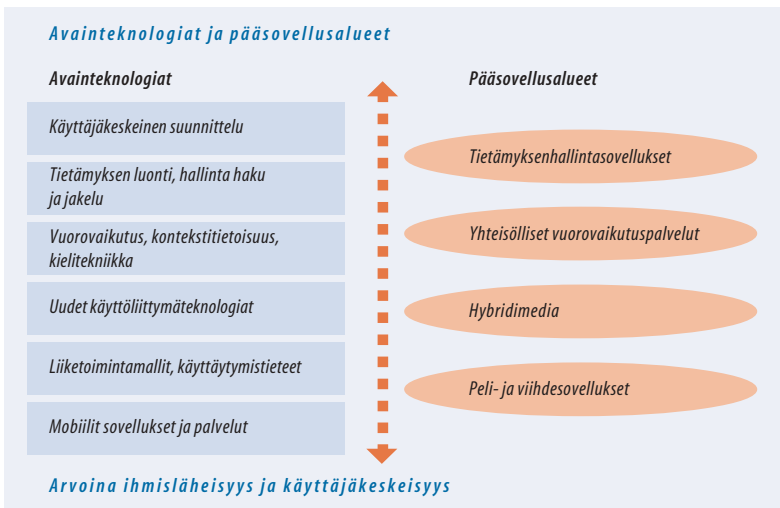 Avainteknologiat ja pääsovellusalueet
Avainteknologiat
Käyttäjäkeskeinen suunnittelu
Tietämyksen luonti, hallinta haku
ja jakelu
Vuorovaikutus, kontekstitietoisuus,
kielitekniikka
Uudet käyttöliittymäteknologiat
Liiketoimintamallit, käyttäytymistieteet
Mobiilit sovellukset ja palvelut
Pääsovellusalueet
Tietämyksenhallintasovellukset
Yhteisölliset vuorovaikutuspalvelut
Hybridimedia
Peli- ja viihdesovellukset
Arvoina ihmisläheisyys ja käyttäjäkeskeisyys